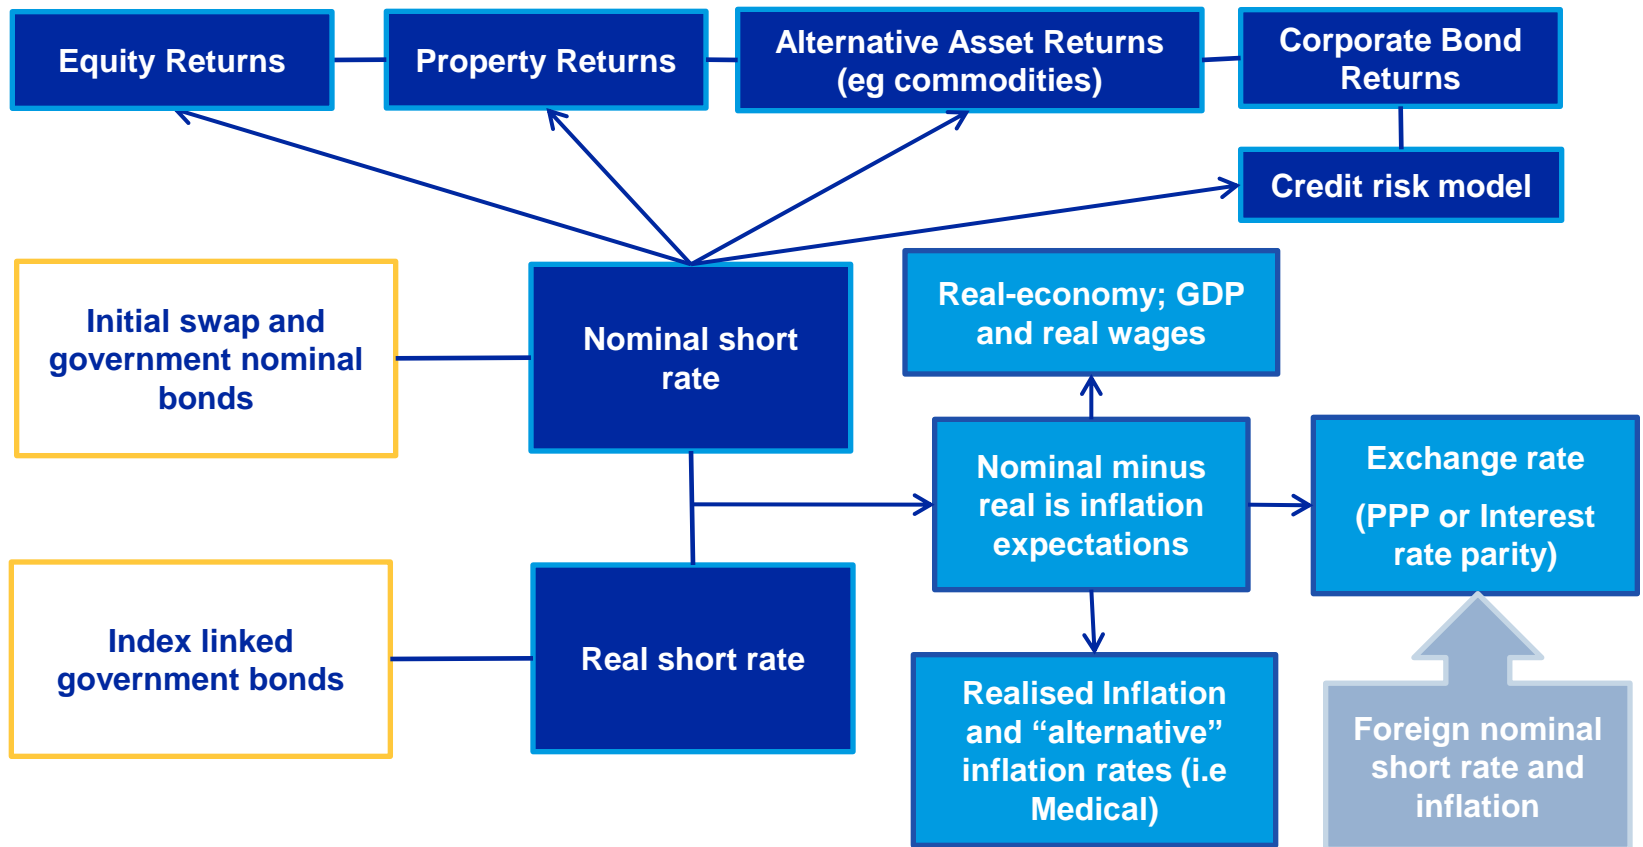 Equity Returns
Property Returns
Alternative Asset Returns
(eg commodities)
Corporate Bond
Returns
Credit risk model
Initial swap and
government nominal
bonds
Nominal short
rate
Real-economy; GDP
and real wages
Nominal minus
real is inflation
expectations
Exchange rate
(PPP or Interest
rate parity)
Index linked
government bonds
Real short rate
Realised Inflation
and “alternative”
inflation rates (i.e
Medical)
Foreign nominal
short rate and
inflation